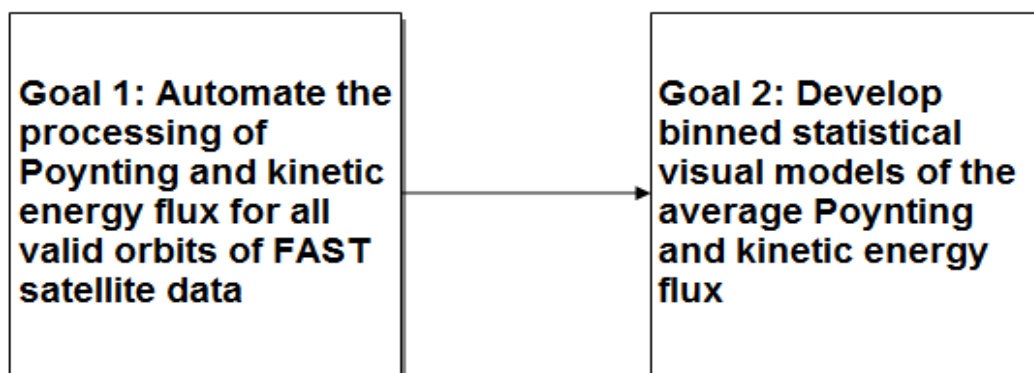 Goal 1: Automate the
processing of
Poynting and kinetic
energy flux for all
valid orbits of FAST
satellite data
Goal 2: Develop
binned statistical
visual models of the
average Poynting
and kinetic energy
flux